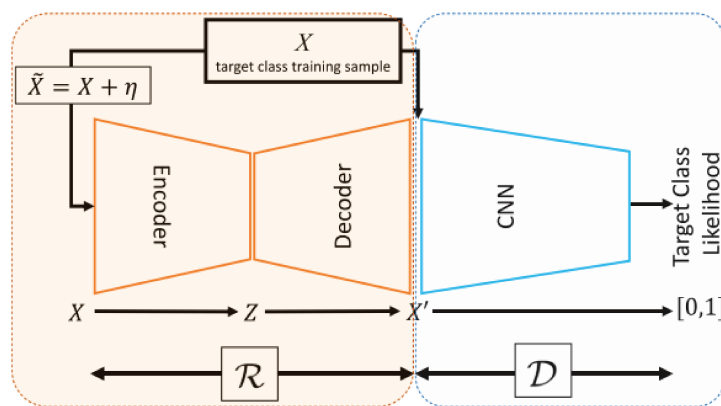 X
target class training sample
X̃ = X + η
Encoder
Decoder
CNN
Target Class
Likelihood
X
Z
X′
[0,1]
ℛ
𝒟